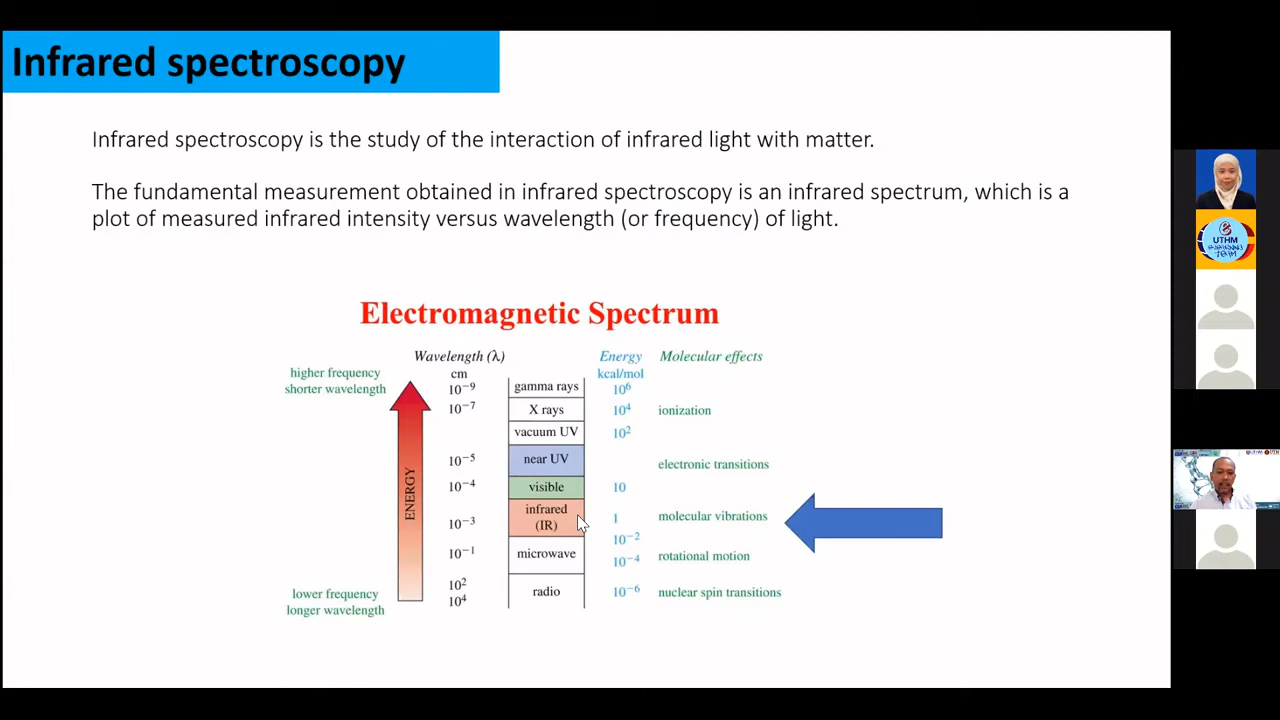 Infrared spectroscopy
Infrared spectroscopy is the study of the interaction of infrared light with matter.
The fundamental measurement obtained in infrared spectroscopy is an infrared spectrum, which is a
plot of measured infrared intensity versus wavelength (or frequency) of light.
Electromagnetic Spectrum
Wavelength (λ)
cm
Energy
kcal/mol
Molecular effects
higher frequency
shorter wavelength
ENERGY
lower frequency
longer wavelength
10⁻⁹ gamma rays 10⁶
10⁻⁷ X rays 10⁴ ionization
vacuum UV 10²
10⁻⁵ near UV electronic transitions
10⁻⁴ visible 10
infrared
10⁻³ (IR) 1 molecular vibrations
10⁻²
10⁻¹ microwave 10⁻⁴ rotational motion
10²
10⁴ radio 10⁻⁶ nuclear spin transitions
UTHM